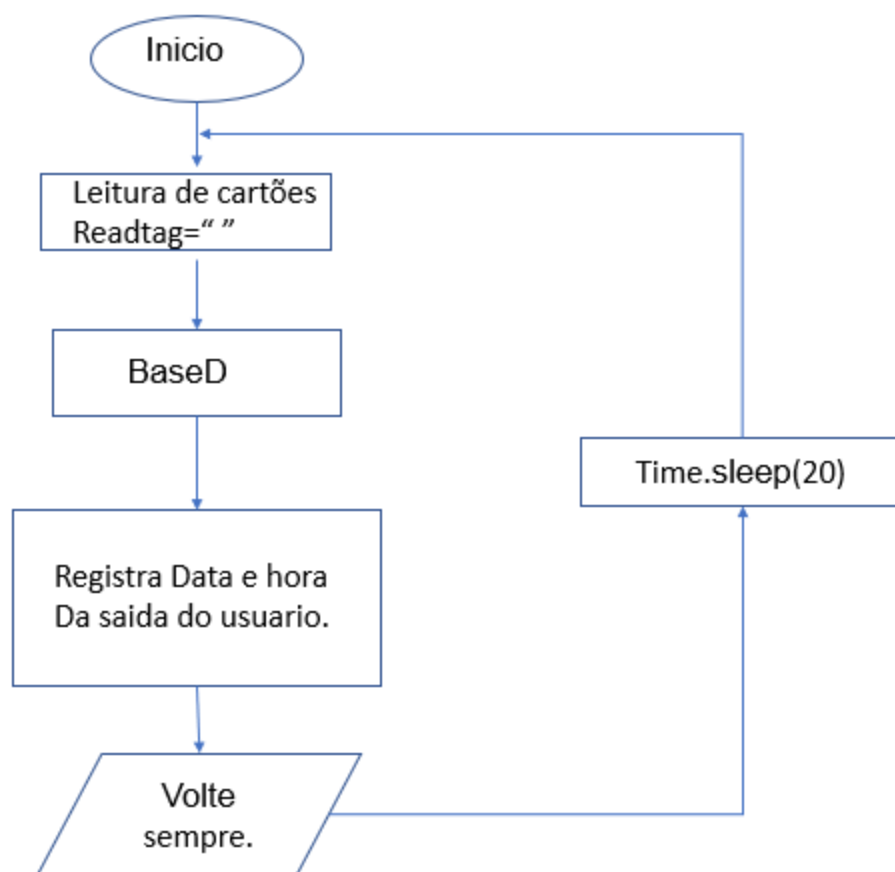 Inicio
Leitura de cartões
Readtag=“ ”
BaseD
Time.sleep(20)
Registra Data e hora
Da saida do usuario.
Volte
sempre.